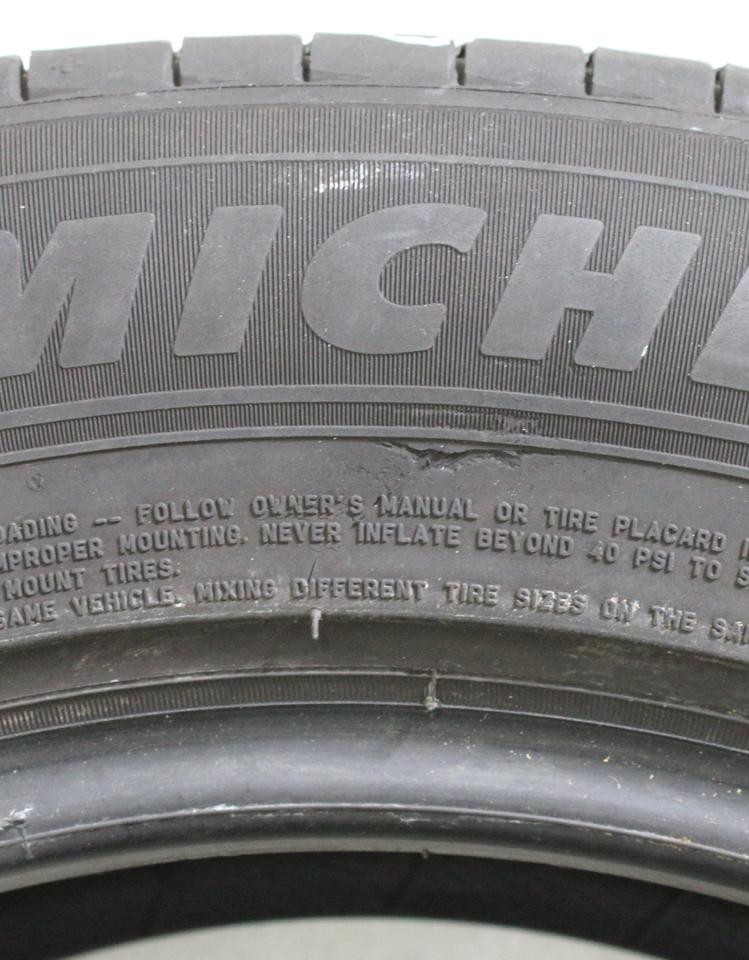 MICH
OADING -- FOLLOW OWNER'S MANUAL OR TIRE PLACARD
MPROPER MOUNTING. NEVER INFLATE BEYOND 40 PSI TO S
MOUNT TIRES.
SAME VEHICLE. MIXING DIFFERENT TIRE SIZES ON THE SA